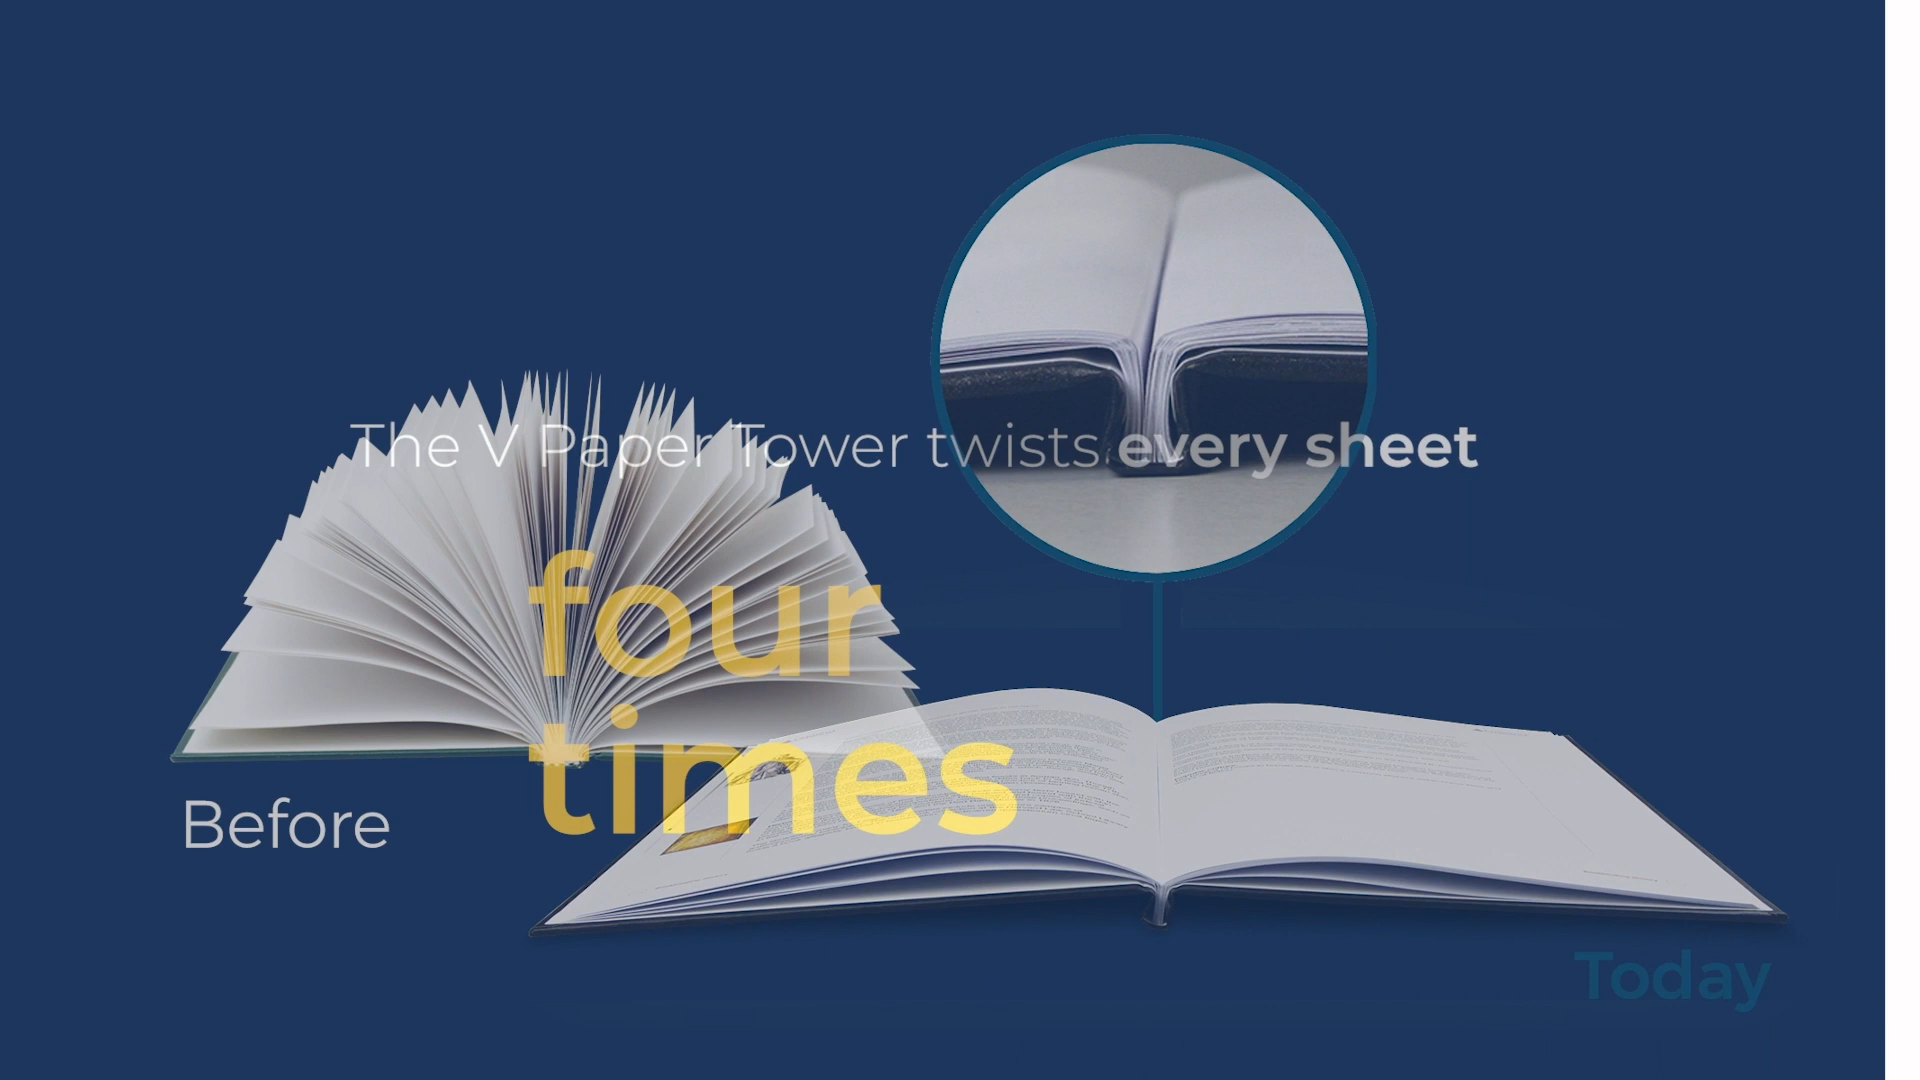 The V Paper Tower twists every sheet
four
times
Before
Today